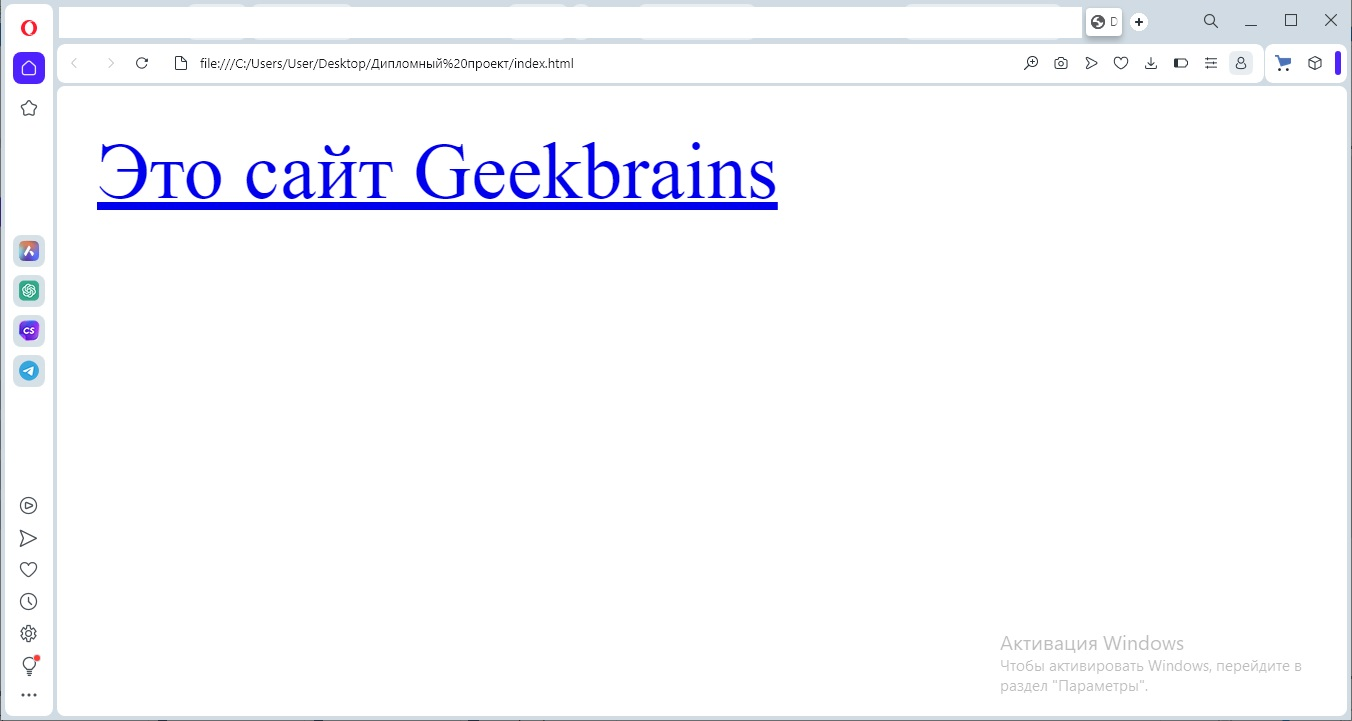 D
file:///C:/Users/User/Desktop/Дипломный%20проект/index.html
Это сайт Geekbrains
CS
Активация Windows
Чтобы активировать Windows, перейдите в
раздел "Параметры".